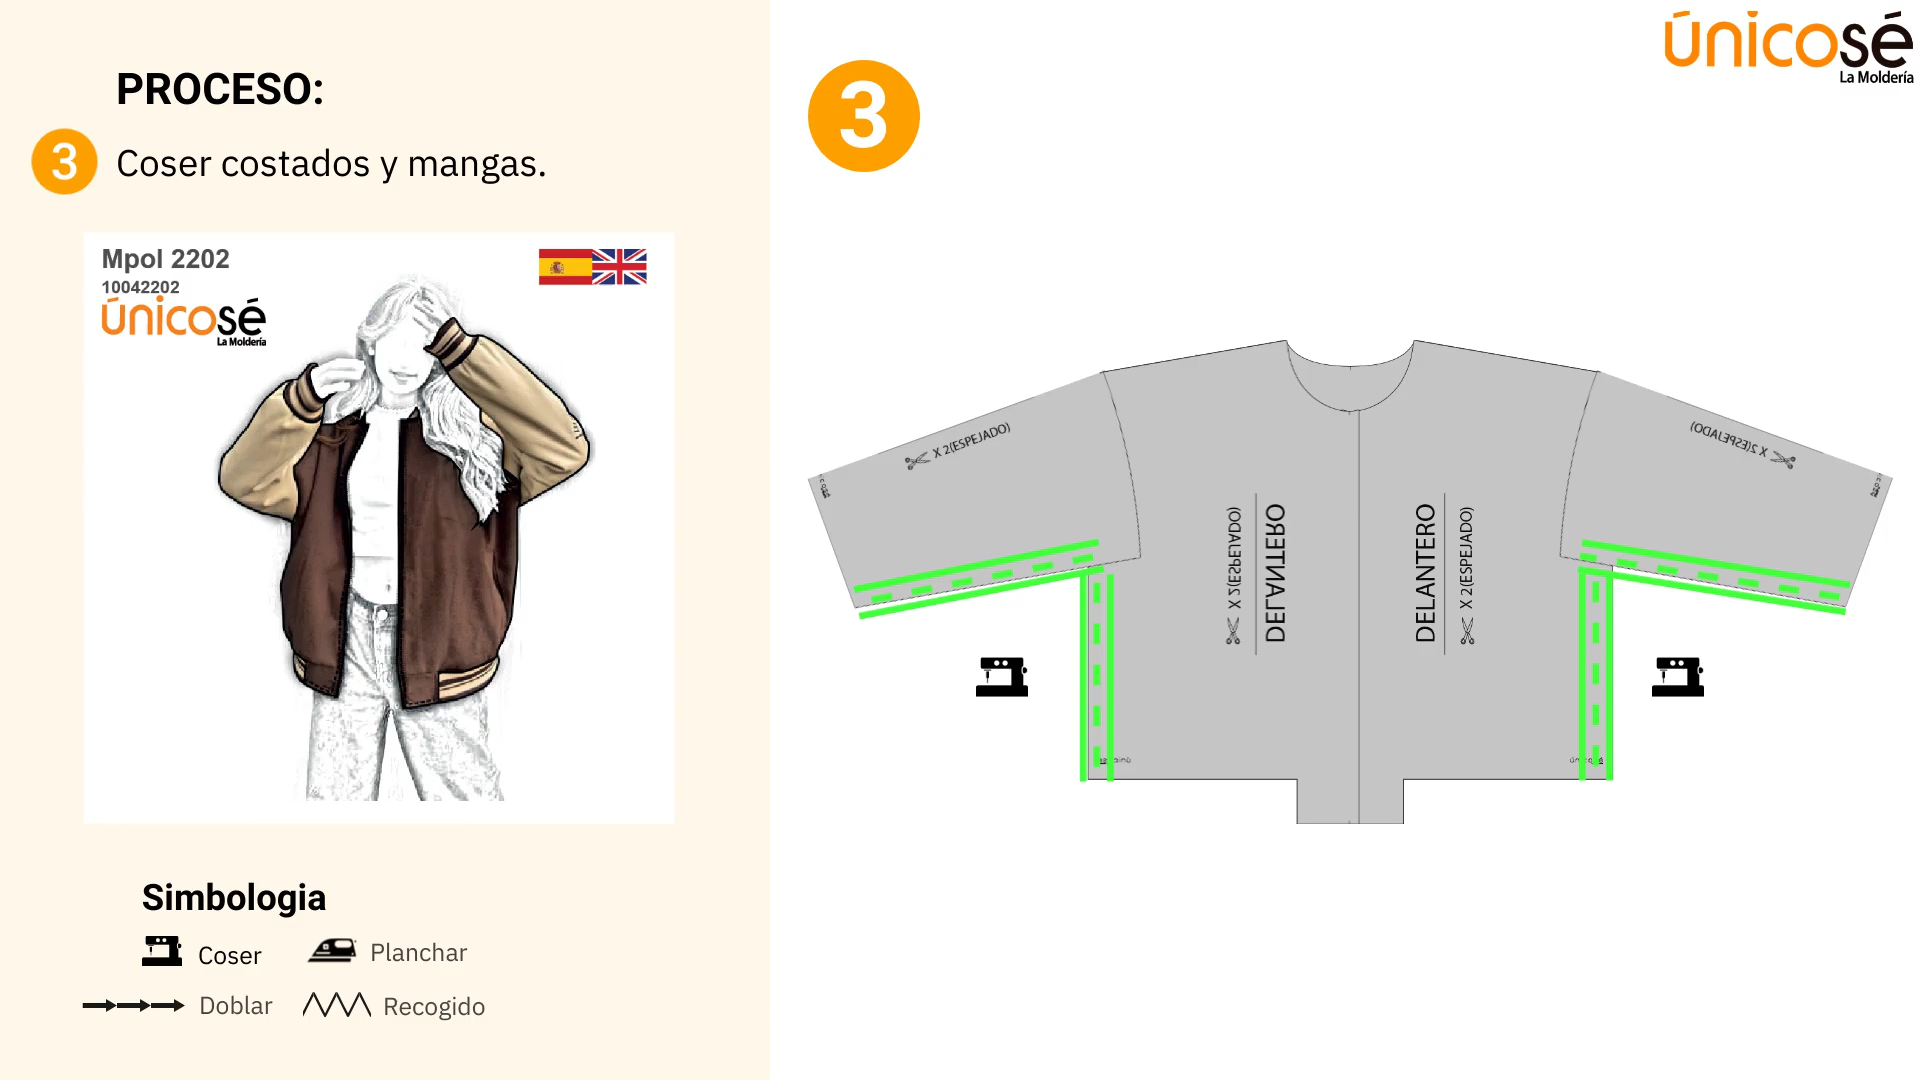 PROCESO:
3 Coser costados y mangas.
Mpol 2202
10042202
únicosé
La Moldería
Simbologia
Coser
Planchar
Doblar
Recogido
3
únicosé
La Moldería
X 2(ESPEJADO)
X 2(ESPEJADO)
X 2(ESPEJADO)
DELANTERO
DELANTERO
X 2(ESPEJADO)